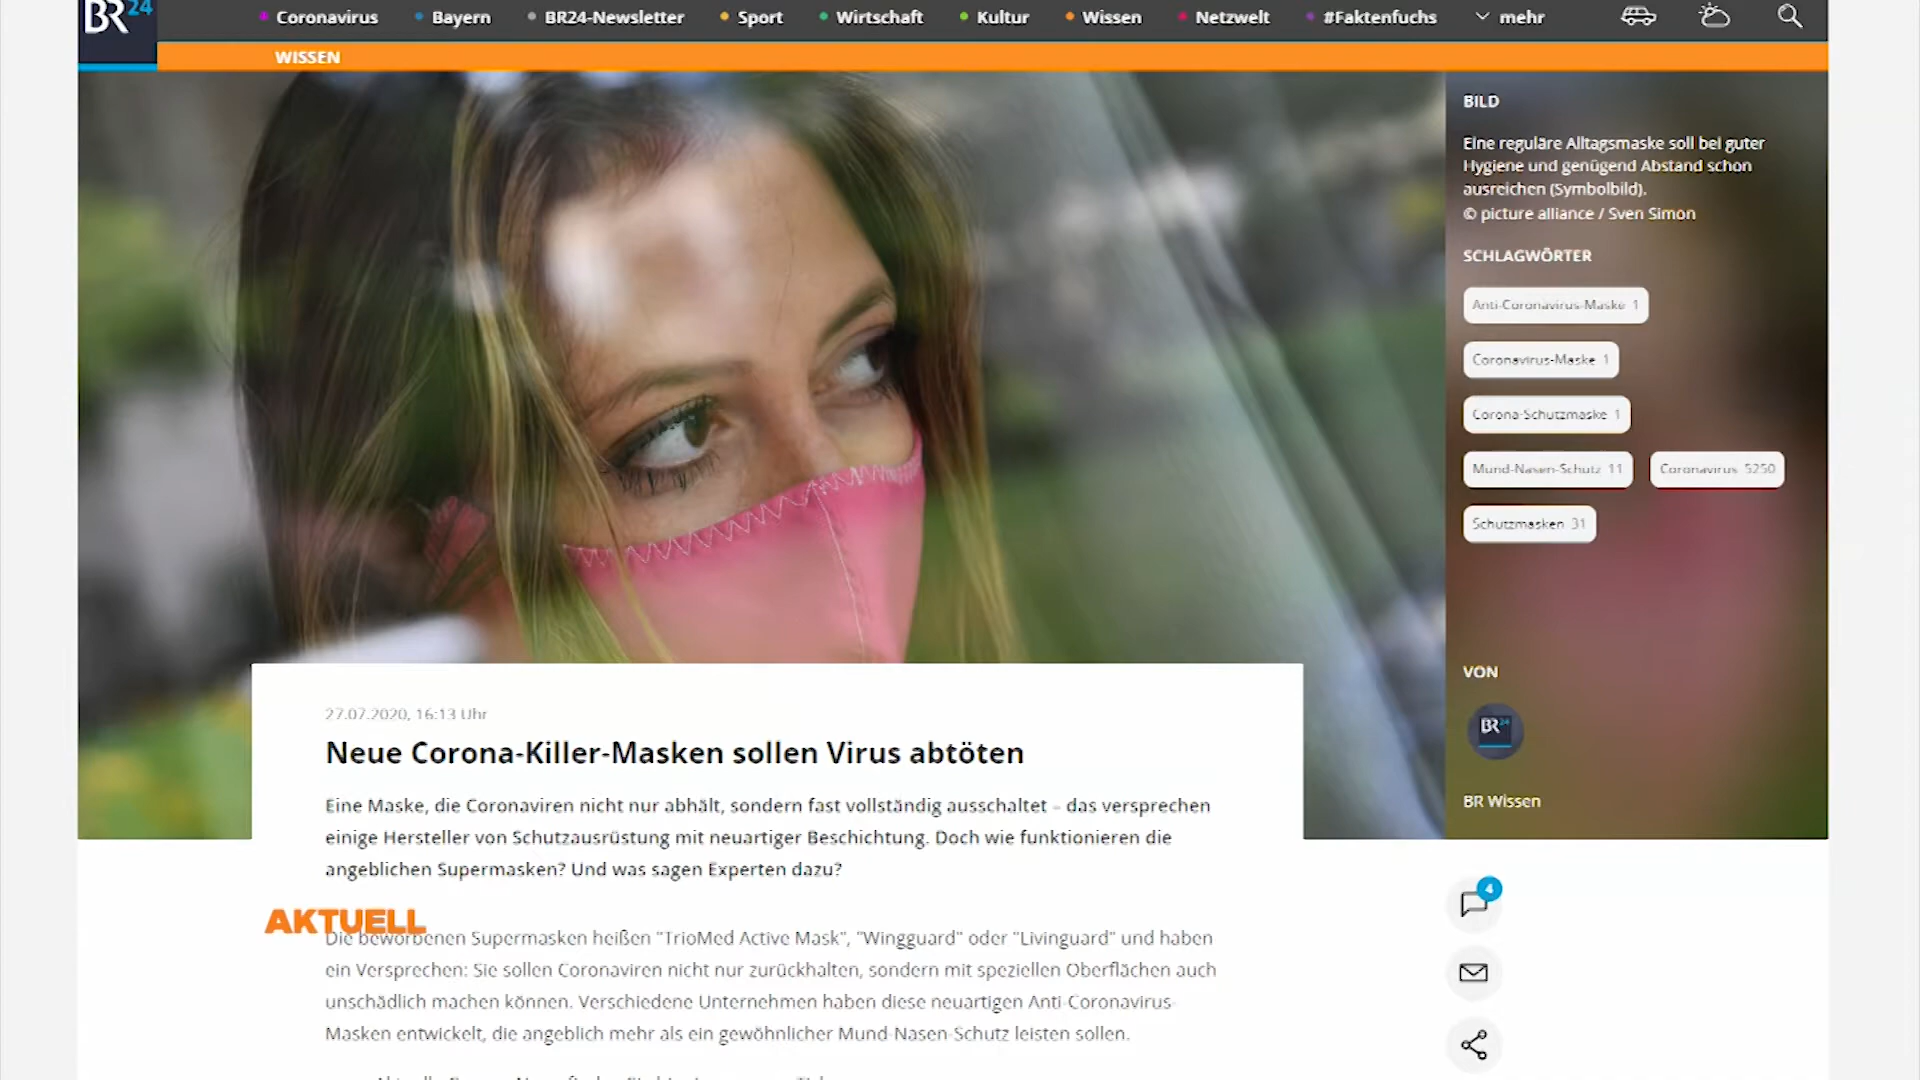 BR24
Coronavirus
Bayern
BR24-Newsletter
Sport
Wirtschaft
Kultur
Wissen
Netzwelt
#Faktenfuchs
mehr
WISSEN
BILD
Eine reguläre Alltagsmaske soll bei guter
Hygiene und genügend Abstand schon
ausreichen (Symbolbild).
© picture alliance / Sven Simon
SCHLAGWÖRTER
Anti-Coronavirus-Maske 1
Coronavirus-Maske 1
Corona-Schutzmaske 1
Mund-Nasen-Schutz 11
Coronavirus 5250
Schutzmasken 31
VON
BR24
BR Wissen
27.07.2020, 16:13 Uhr
Neue Corona-Killer-Masken sollen Virus abtöten
Eine Maske, die Coronaviren nicht nur abhält, sondern fast vollständig ausschaltet – das versprechen
einige Hersteller von Schutzausrüstung mit neuartiger Beschichtung. Doch wie funktionieren die
angeblichen Supermasken? Und was sagen Experten dazu?
AKTUELL
Die beworbenen Supermasken heißen "TrioMed Active Mask", "Wingguard" oder "Livinguard" und haben
ein Versprechen: Sie sollen Coronaviren nicht nur zurückhalten, sondern mit speziellen Oberflächen auch
unschädlich machen können. Verschiedene Unternehmen haben diese neuartigen Anti-Coronavirus-
Masken entwickelt, die angeblich mehr als ein gewöhnlicher Mund-Nasen-Schutz leisten sollen.
4